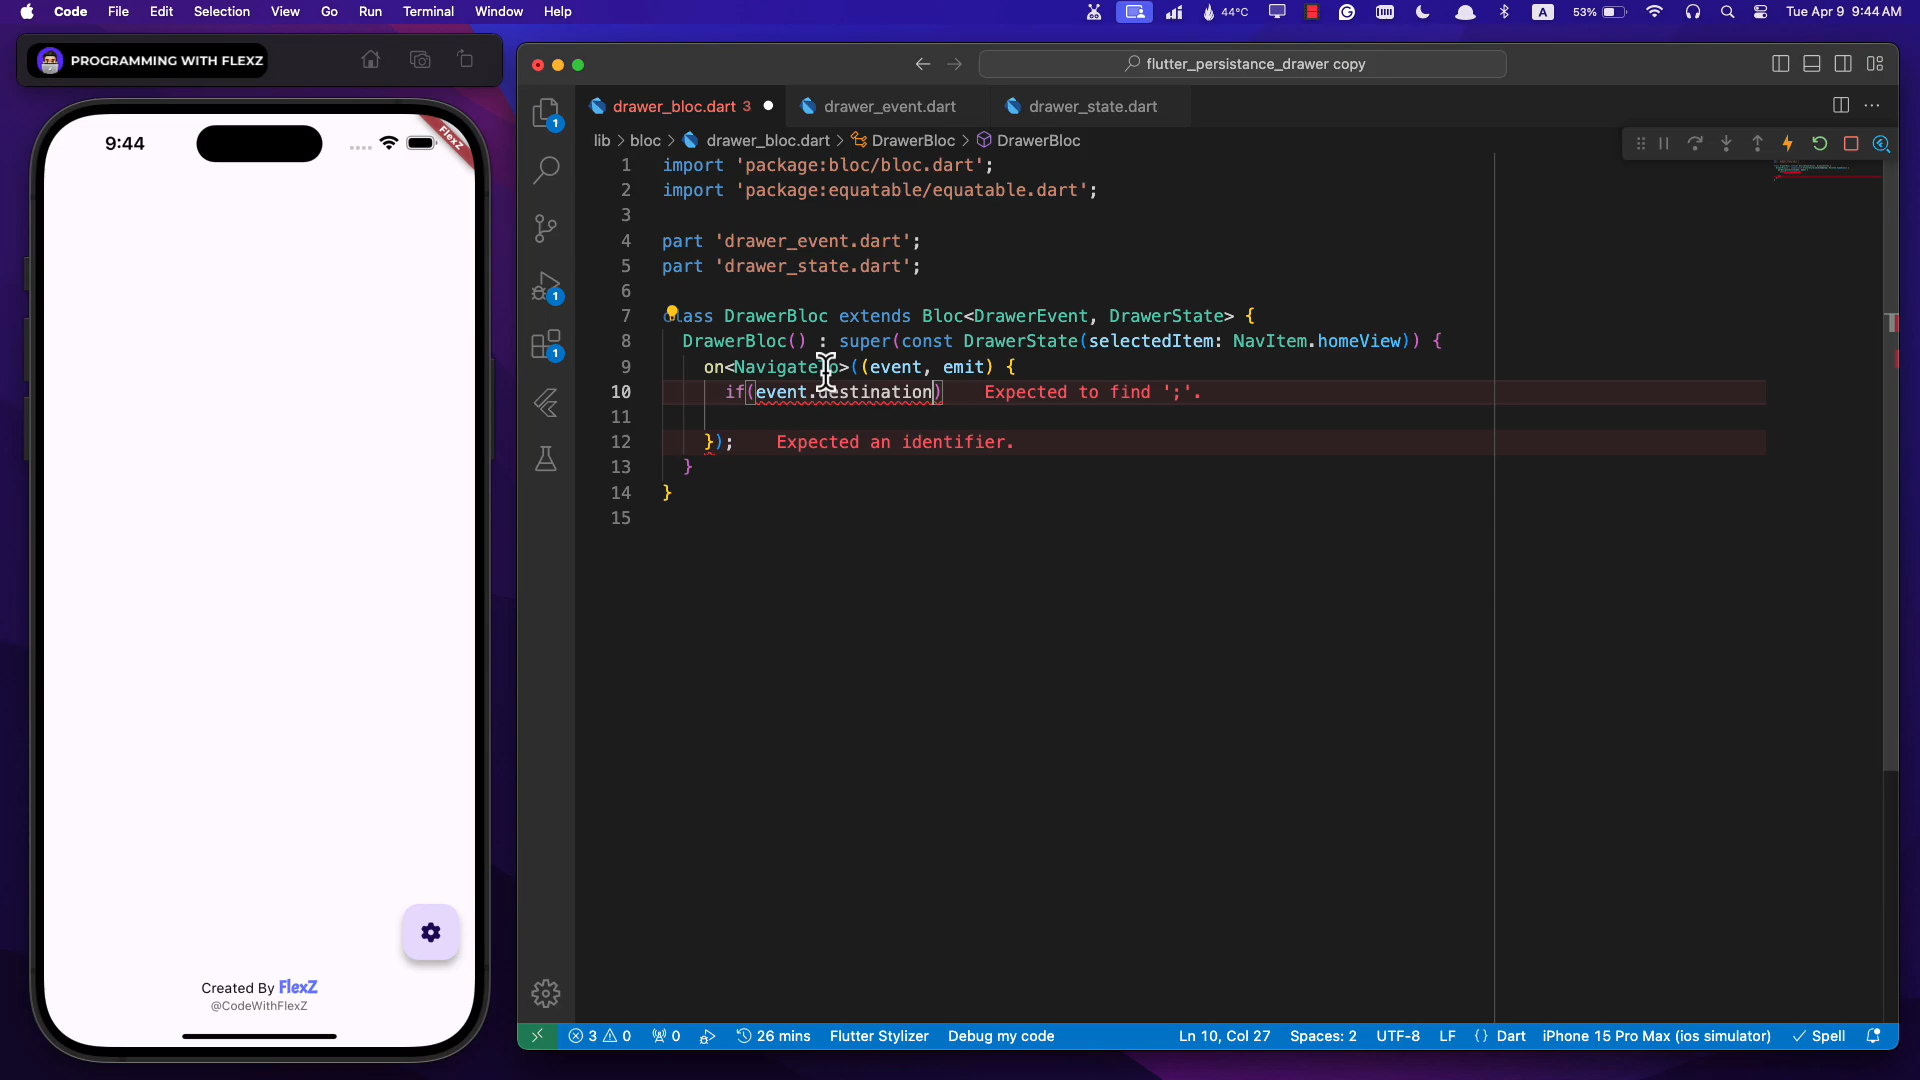 Code File Edit Selection View Go Run Terminal Window Help
44°C A 53% Tue Apr 9 9:44 AM
PROGRAMMING WITH FLEXZ
flutter_persistance_drawer copy
drawer_bloc.dart 3 drawer_event.dart drawer_state.dart
lib > bloc > drawer_bloc.dart > DrawerBloc > DrawerBloc
9:44
FlexZ
1 import 'package:bloc/bloc.dart';
2 import 'package:equatable/equatable.dart';
3
4 part 'drawer_event.dart';
5 part 'drawer_state.dart';
6
7 class DrawerBloc extends Bloc<DrawerEvent, DrawerState> {
8 DrawerBloc() : super(const DrawerState(selectedItem: NavItem.homeView)) {
9 on<NavigateTo>((event, emit) {
10 if(event.destination) Expected to find ';'.
11
12 }); Expected an identifier.
13 }
14 }
15
1
1
1
Created By FlexZ
@CodeWithFlexZ
3 0 0 26 mins Flutter Stylizer Debug my code Ln 10, Col 27 Spaces: 2 UTF-8 LF {} Dart iPhone 15 Pro Max (ios simulator) Spell